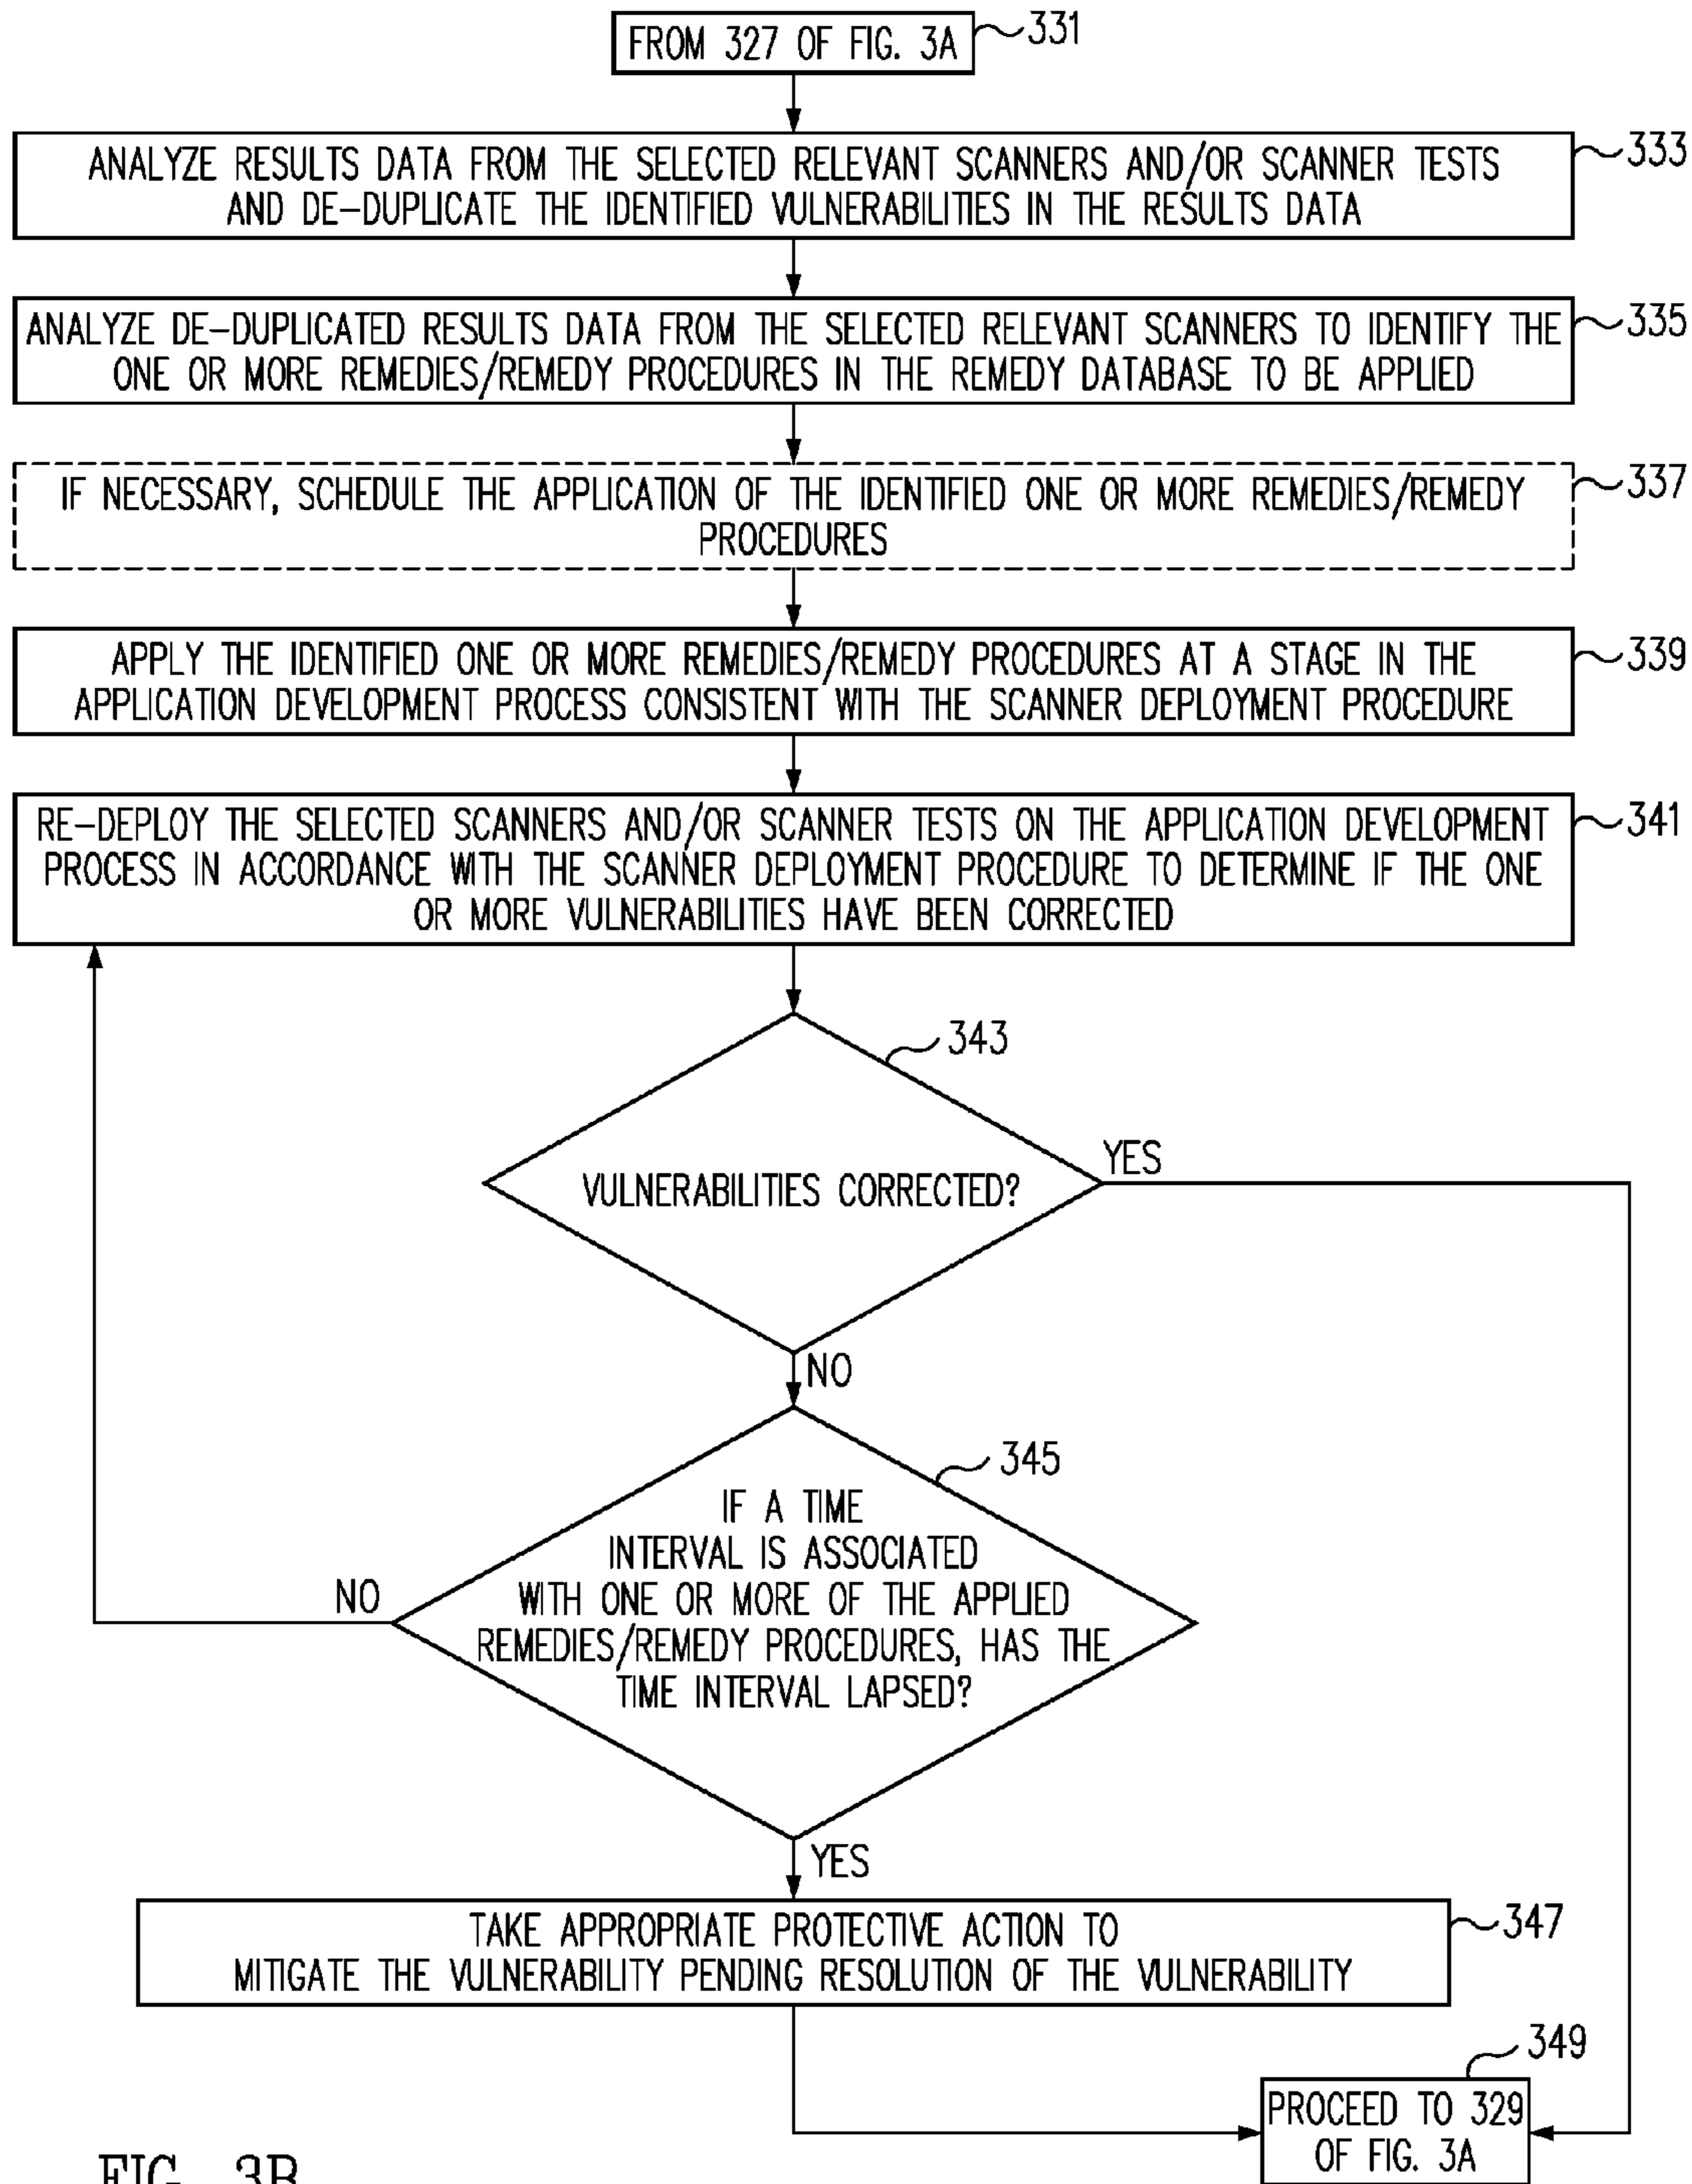 FROM 327 OF FIG. 3A
331
ANALYZE RESULTS DATA FROM THE SELECTED RELEVANT SCANNERS AND/OR SCANNER TESTS
AND DE-DUPLICATE THE IDENTIFIED VULNERABILITIES IN THE RESULTS DATA
333
ANALYZE DE-DUPLICATED RESULTS DATA FROM THE SELECTED RELEVANT SCANNERS TO IDENTIFY THE
ONE OR MORE REMEDIES/REMEDY PROCEDURES IN THE REMEDY DATABASE TO BE APPLIED
335
IF NECESSARY, SCHEDULE THE APPLICATION OF THE IDENTIFIED ONE OR MORE REMEDIES/REMEDY
PROCEDURES
337
APPLY THE IDENTIFIED ONE OR MORE REMEDIES/REMEDY PROCEDURES AT A STAGE IN THE
APPLICATION DEVELOPMENT PROCESS CONSISTENT WITH THE SCANNER DEPLOYMENT PROCEDURE
339
RE-DEPLOY THE SELECTED SCANNERS AND/OR SCANNER TESTS ON THE APPLICATION DEVELOPMENT
PROCESS IN ACCORDANCE WITH THE SCANNER DEPLOYMENT PROCEDURE TO DETERMINE IF THE ONE
OR MORE VULNERABILITIES HAVE BEEN CORRECTED
341
343
VULNERABILITIES CORRECTED?
YES
NO
345
IF A TIME
INTERVAL IS ASSOCIATED
WITH ONE OR MORE OF THE APPLIED
REMEDIES/REMEDY PROCEDURES, HAS THE
TIME INTERVAL LAPSED?
NO
YES
TAKE APPROPRIATE PROTECTIVE ACTION TO
MITIGATE THE VULNERABILITY PENDING RESOLUTION OF THE VULNERABILITY
347
349
PROCEED TO 329
OF FIG. 3A
FIG. 3B